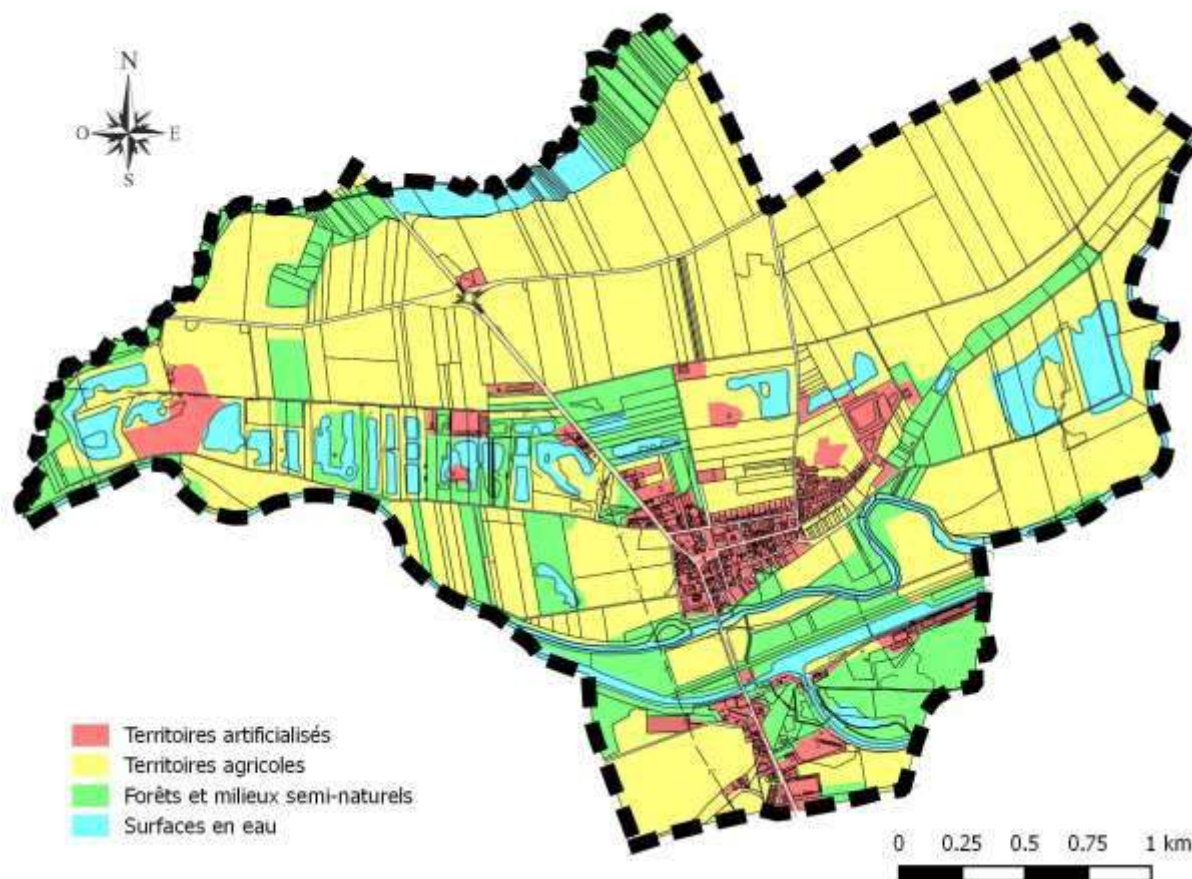 N
O E
S
Territoires artificialisés
Territoires agricoles
Forêts et milieux semi-naturels
Surfaces en eau
0 0.25 0.5 0.75 1 km